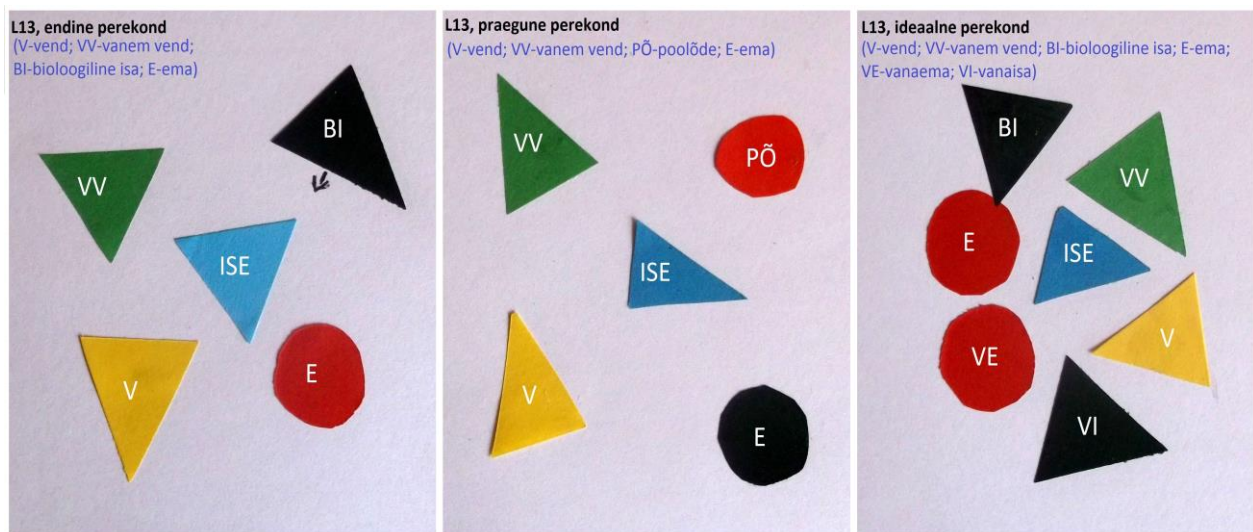 L13, endine perekond
(V-vend; VV-vanem vend;
BI-bioloogiline isa; E-ema)
VV
BI
ISE
V
E
L13, praegune perekond
(V-vend; VV-vanem vend; PÕ-poolõde; E-ema)
VV
PÕ
ISE
V
E
L13, ideaalne perekond
(V-vend; VV-vanem vend; BI-bioloogiline isa; E-ema;
VE-vanaema; VI-vanaisa)
BI
VV
E
ISE
VE
V
VI